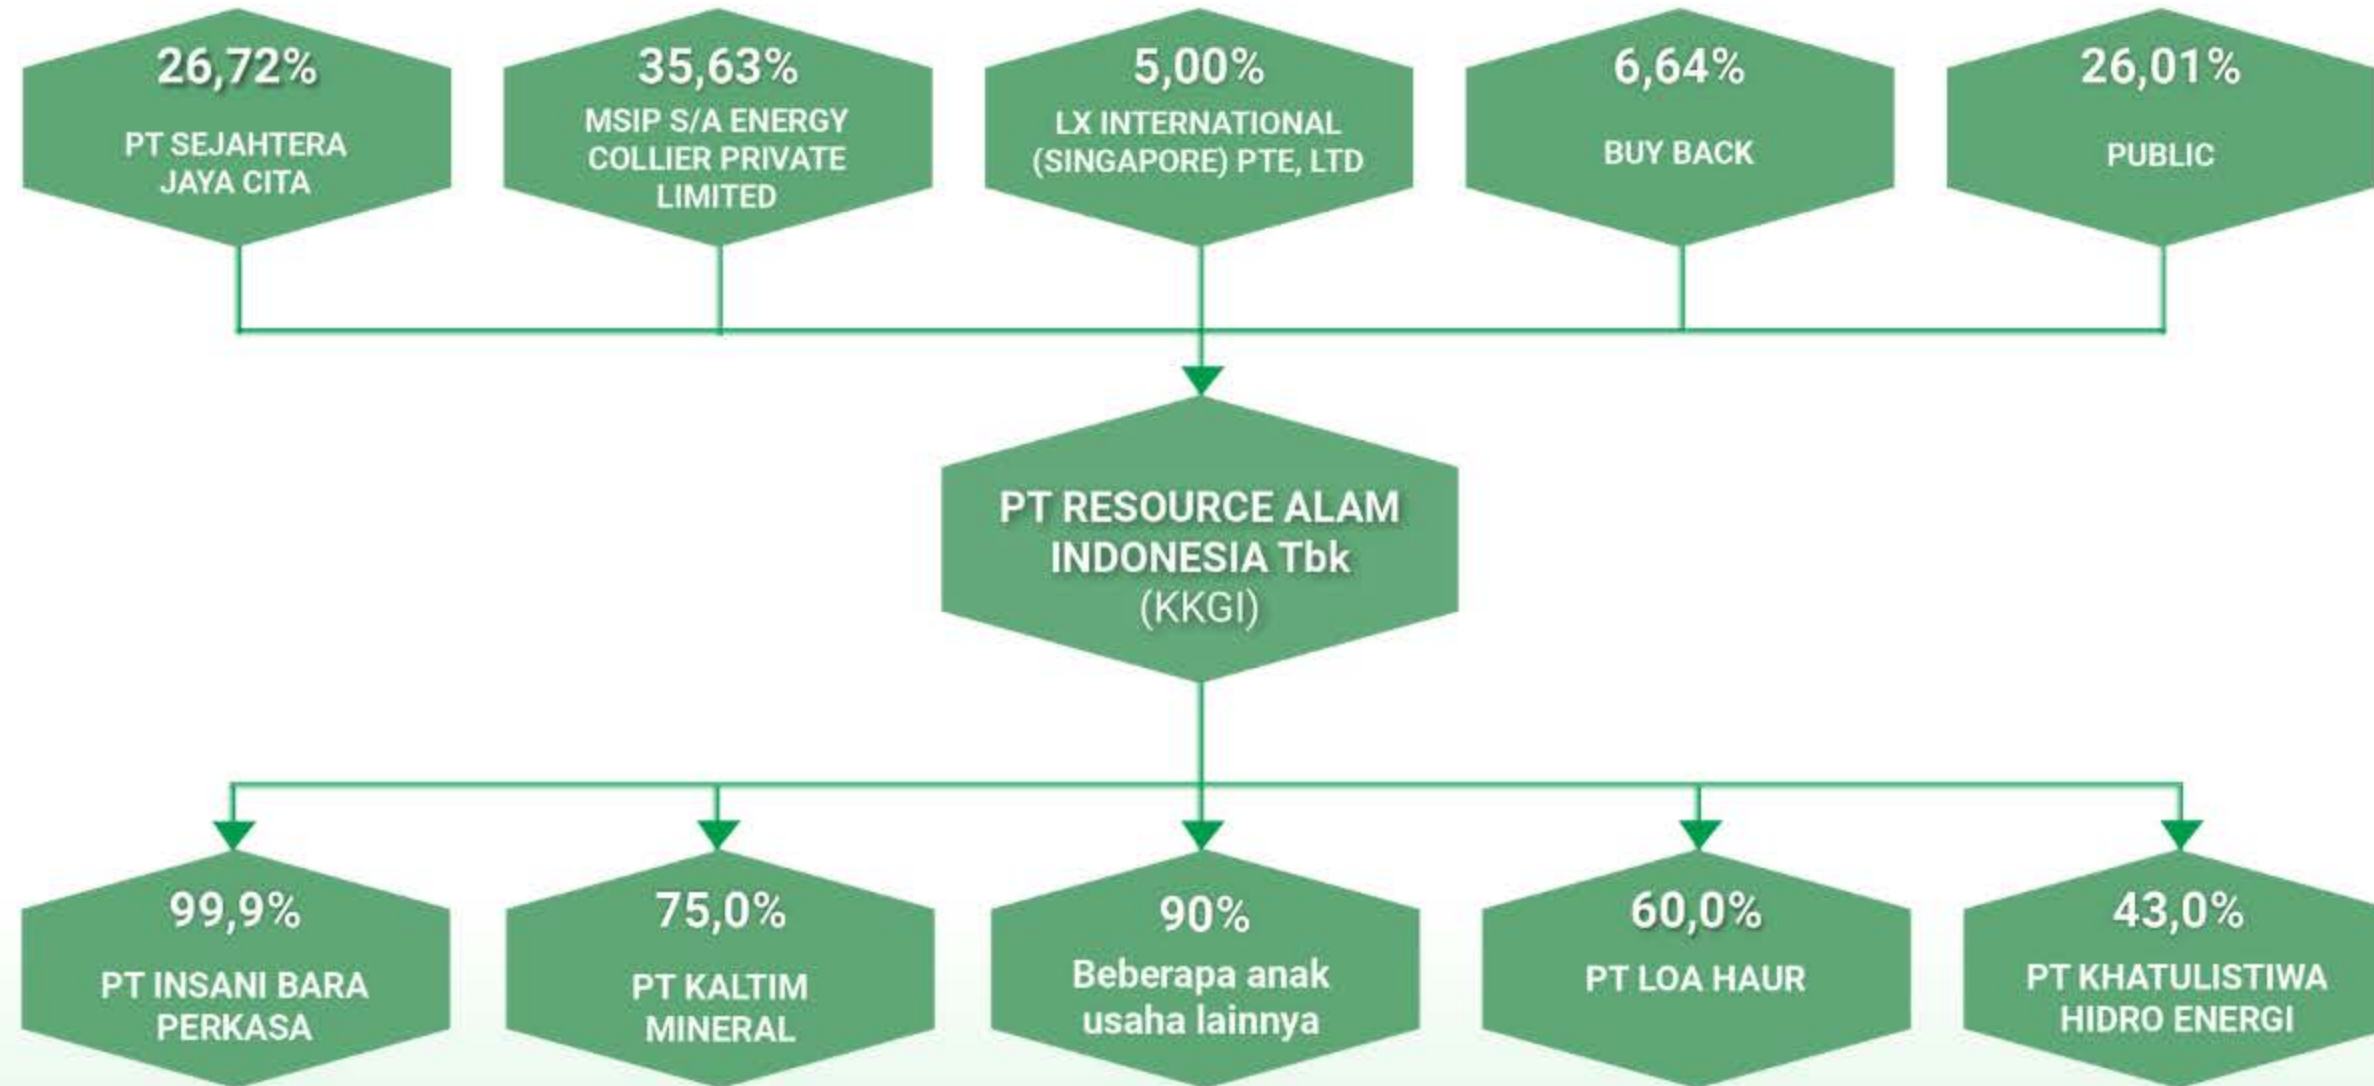 26,72%
PT SEJAHTERA
JAYA CITA
35,63%
MSIP S/A ENERGY
COLLIER PRIVATE
LIMITED
5,00%
LX INTERNATIONAL
(SINGAPORE) PTE, LTD
6,64%
BUY BACK
26,01%
PUBLIC
PT RESOURCE ALAM
INDONESIA Tbk
(KKGI)
99,9%
PT INSANI BARA
PERKASA
75,0%
PT KALTIM
MINERAL
90%
Beberapa anak
usaha lainnya
60,0%
PT LOA HAUR
43,0%
PT KHATULISTIWA
HIDRO ENERGI